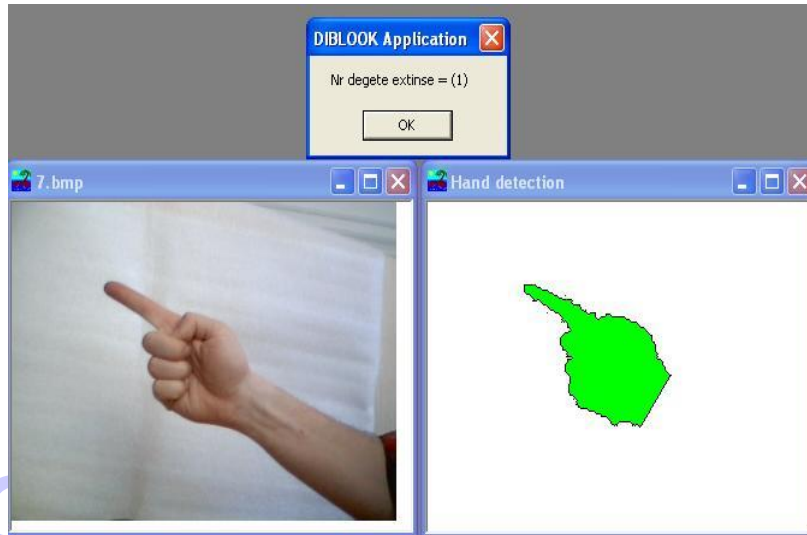 DIBLOOK Application
Nr degete extinse = (1)
OK
7.bmp
Hand detection